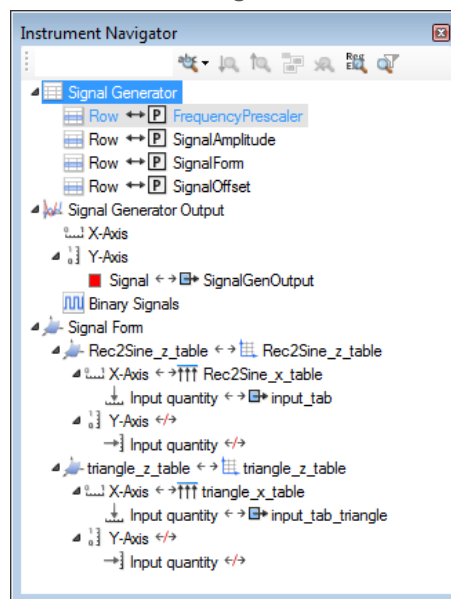 Instrument Navigator
Signal Generator
Row P FrequencyPrescaler
Row P SignalAmplitude
Row P SignalForm
Row P SignalOffset
Signal Generator Output
X-Axis
Y-Axis
Signal SignalGenOutput
Binary Signals
Signal Form
Rec2Sine_z_table Rec2Sine_z_table
X-Axis Rec2Sine_x_table
Input quantity input_tab
Y-Axis
Input quantity
triangle_z_table triangle_z_table
X-Axis triangle_x_table
Input quantity input_tab_triangle
Y-Axis
Input quantity